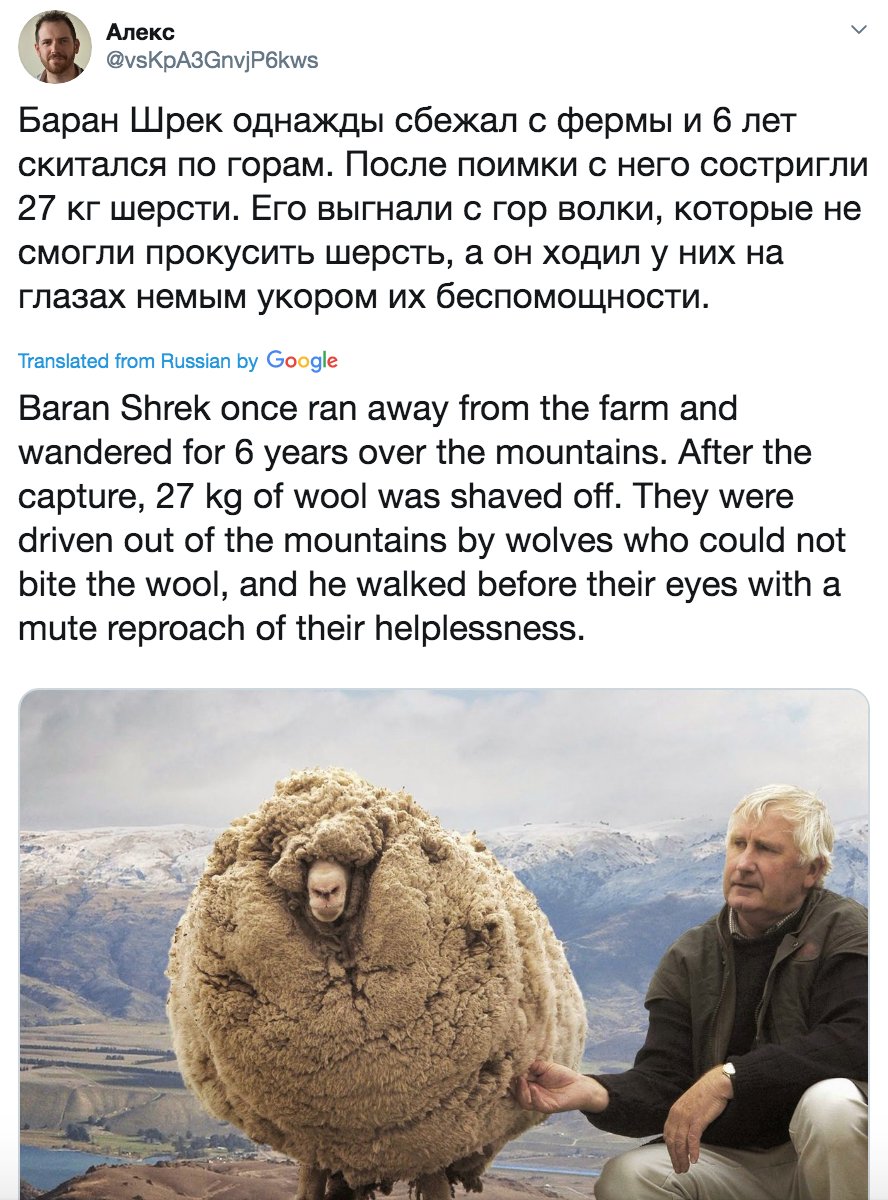 Алекс
@vsKpA3GnvjP6kws
Баран Шрек однажды сбежал с фермы и 6 лет
скитался по горам. После поимки с него состригли
27 кг шерсти. Его выгнали с гор волки, которые не
смогли прокусить шерсть, а он ходил у них на
глазах немым укором их беспомощности.
Translated from Russian by Google
Baran Shrek once ran away from the farm and
wandered for 6 years over the mountains. After the
capture, 27 kg of wool was shaved off. They were
driven out of the mountains by wolves who could not
bite the wool, and he walked before their eyes with a
mute reproach of their helplessness.